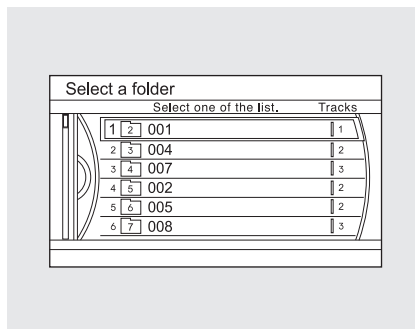 Select a folder
Select one of the list. Tracks
1 2 001 1
2 3 004 2
3 4 007 3
4 5 002 2
5 6 005 2
6 7 008 3